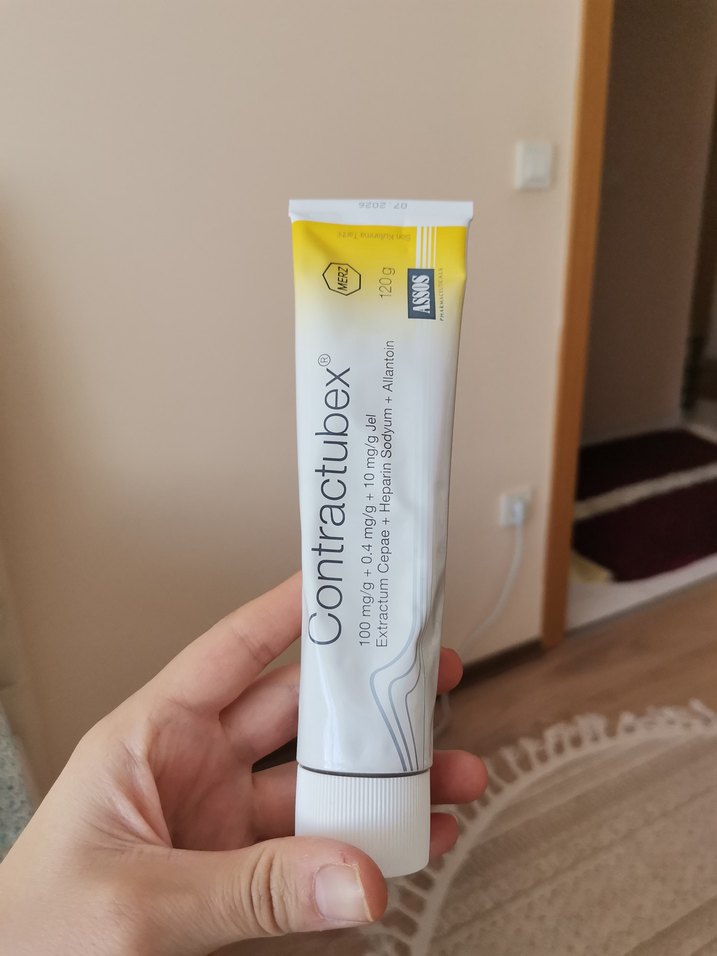 07 2026
Son Kullanma Tarihi
MERZ
120 g
ASSOS
PHARMACEUTICALS
Contractubex®
100 mg/g + 0.4 mg/g + 10 mg/g Jel
Extractum Cepae + Heparin Sodyum + Allantoin